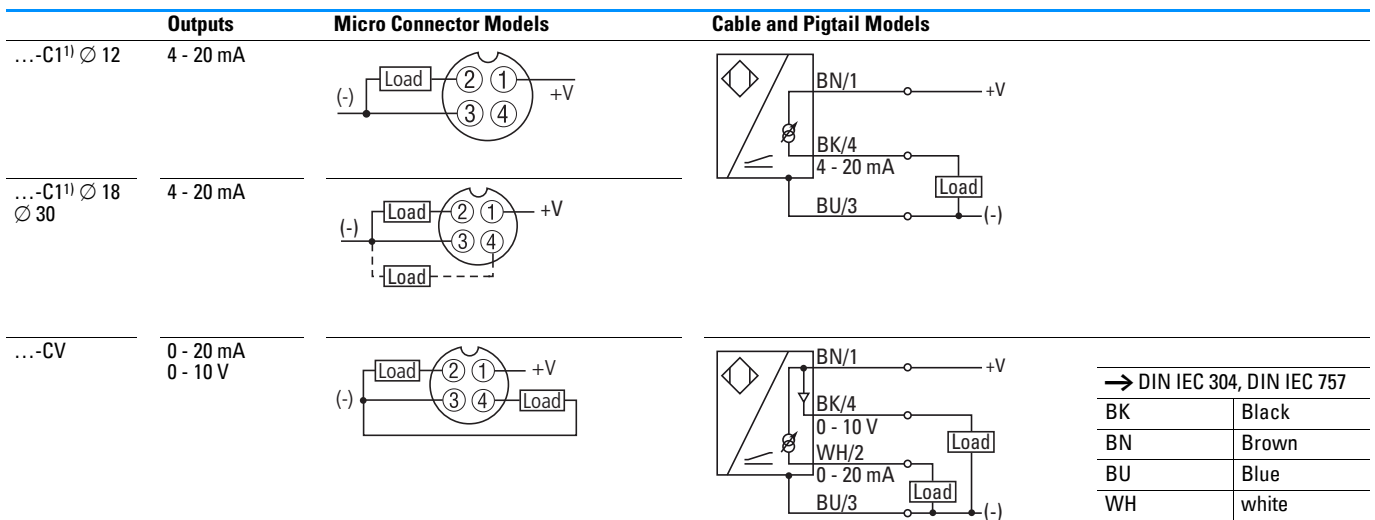 Outputs Micro Connector Models Cable and Pigtail Models
…-C1¹⁾ ∅ 12 4 - 20 mA
Load 2 1 +V
(-) 3 4
BN/1 +V
BK/4
4 - 20 mA
Load
BU/3 (-)
…-C1¹⁾ ∅ 18
∅ 30
4 - 20 mA
Load 2 1 +V
(-) 3 4
Load
…-CV 0 - 20 mA
0 - 10 V
Load 2 1 +V
(-) 3 4 Load
BN/1 +V
BK/4
0 - 10 V
Load
WH/2
0 - 20 mA
Load
BU/3 (-)
→ DIN IEC 304, DIN IEC 757
BK Black
BN Brown
BU Blue
WH white